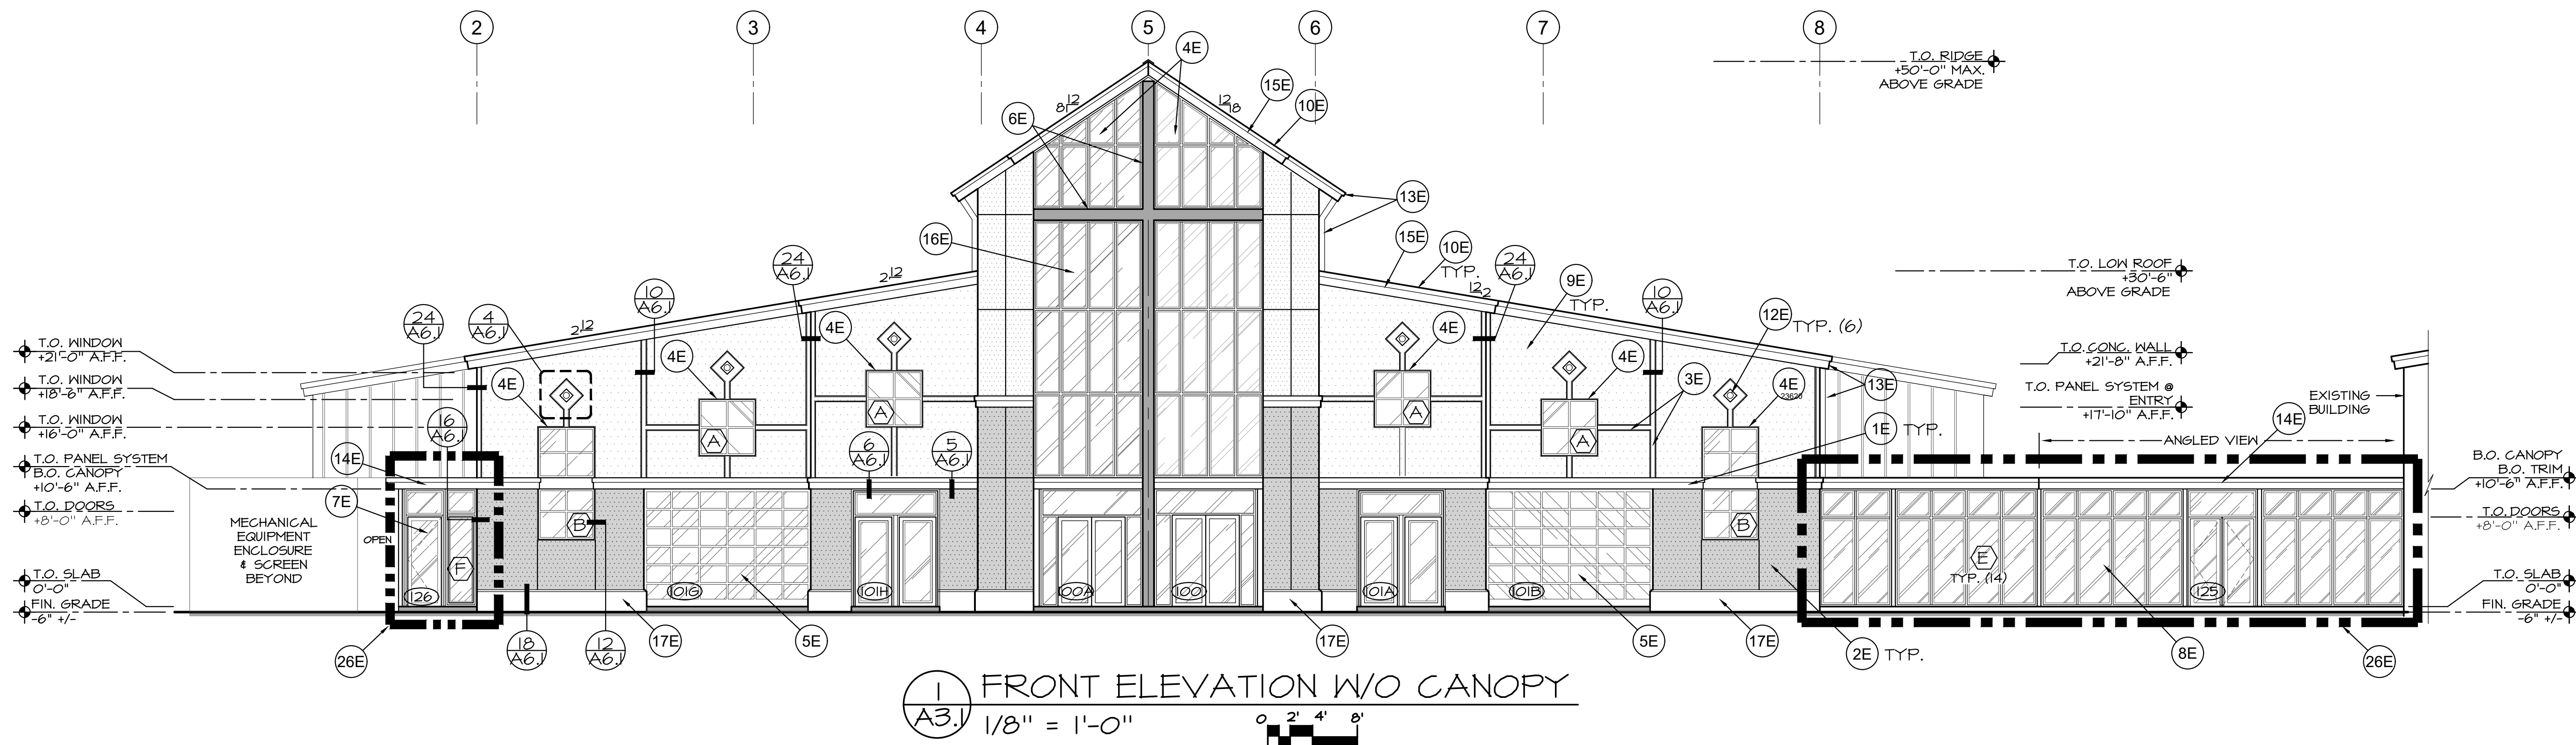 2
3
4
5
6
7
8
4E
T.O. RIDGE
+50'-0" MAX.
ABOVE GRADE
12
8
12
8
15E
10E
6E
13E
16E
15E
10E
TYP.
24
A6.1
24
A6.1
2
12
12
2
9E
TYP.
T.O. LOW ROOF
+30'-6"
ABOVE GRADE
10
A6.1
10
A6.1
24
A6.1
4
A6.1
2
12
4E
4E
12E
TYP. (6)
T.O. WINDOW
+21'-0" A.F.F.
4E
4E
T.O. CONC. WALL
+21'-8" A.F.F.
T.O. WINDOW
+18'-6" A.F.F.
4E
3E
4E
23620
13E
T.O. PANEL SYSTEM @
ENTRY
+17'-10" A.F.F.
EXISTING
BUILDING
T.O. WINDOW
+16'-0" A.F.F.
16
A6.1
A
A
A
A
6
A6.1
5
A6.1
1E
TYP.
14E
ANGLED VIEW
T.O. PANEL SYSTEM
B.O. CANOPY
+10'-6" A.F.F.
14E
B.O. CANOPY
B.O. TRIM
+10'-6" A.F.F.
7E
T.O. DOORS
+8'-0" A.F.F.
T.O. DOORS
+8'-0" A.F.F.
MECHANICAL
EQUIPMENT
ENCLOSURE
& SCREEN
BEYOND
OPEN
B
B
F
E
TYP. (14)
T.O. SLAB
0'-0"
T.O. SLAB
0'-0"
126
101G
101H
100A
100
101A
101B
125
FIN. GRADE
-6" +/-
FIN. GRADE
-6" +/-
26E
18
A6.1
12
A6.1
17E
5E
17E
5E
17E
2E
TYP.
8E
26E
1
A3.1
FRONT ELEVATION W/O CANOPY
1/8" = 1'-0"
0 2' 4' 8'